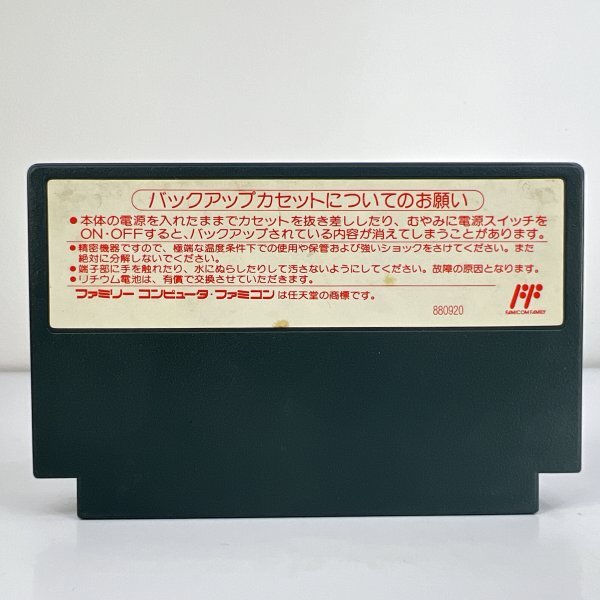 バックアップカセットについてのお願い
●本体の電源を入れたままでカセットを抜き差ししたり、むやみに電源スイッチを
ON・OFFすると、バックアップされている内容が消えてしまうことがあります。
●精密機器ですので、極端な温度条件下での使用や保管および強いショックをさけてください。また
絶対に分解しないでください。
●端子部に手を触れたり、水にぬらしたりして汚さないようにしてください。故障の原因となります。
●リチウム電池は、有償で交換させていただきます。
ファミリー コンピュータ・ファミコンは任天堂の商標です。
880920
FAMICOM FAMILY